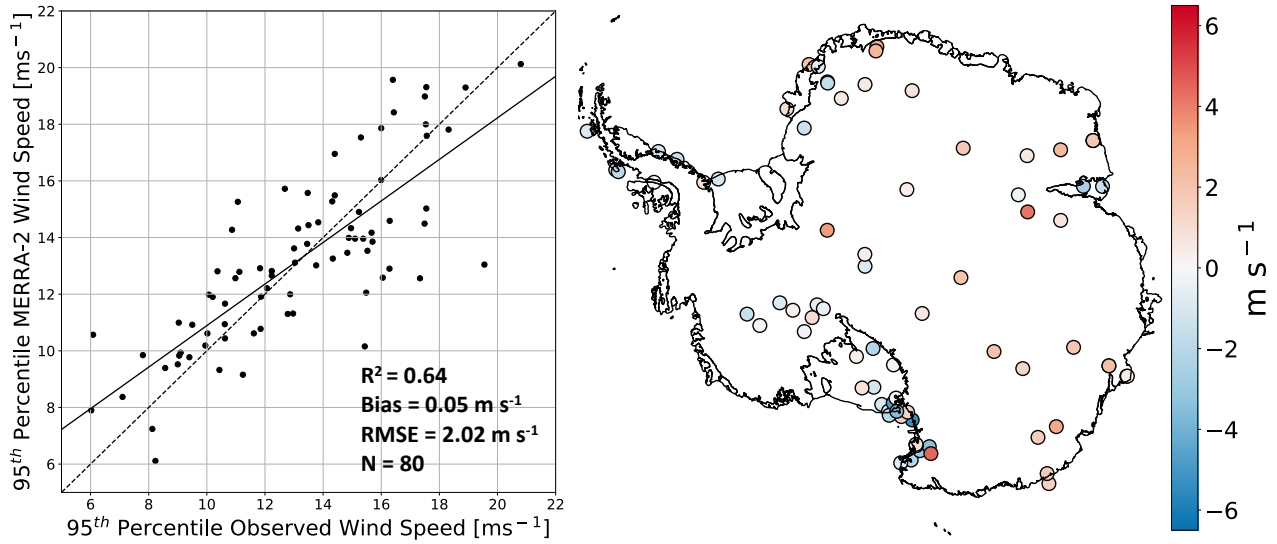 95th Percentile MERRA-2 Wind Speed [ms−1]
22
20
18
16
14
12
10
8
6
R2 = 0.64
Bias = 0.05 m s-1
RMSE = 2.02 m s-1
N = 80
6 8 10 12 14 16 18 20 22
95th Percentile Observed Wind Speed [ms−1]
6
4
2
0
−2
−4
−6
m s−1